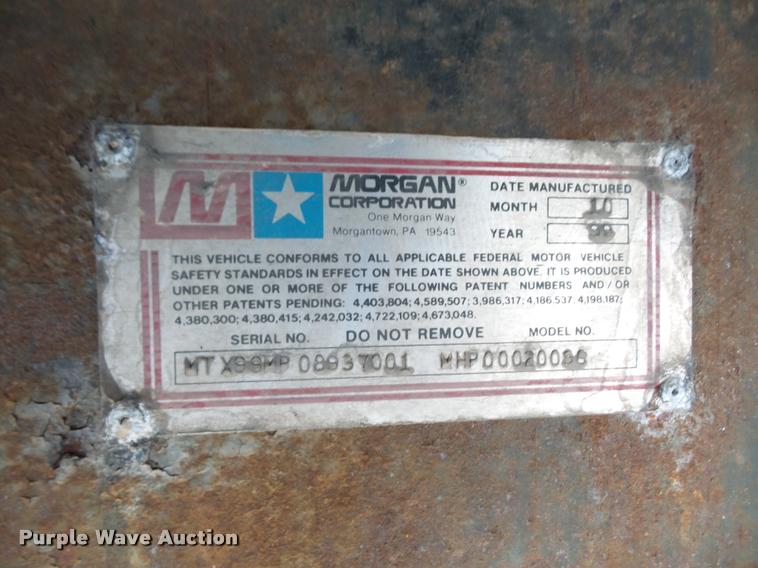 M
MORGAN®
CORPORATION
One Morgan Way
Morgantown, PA 19543
DATE MANUFACTURED
MONTH 10
YEAR 99
THIS VEHICLE CONFORMS TO ALL APPLICABLE FEDERAL MOTOR VEHICLE
SAFETY STANDARDS IN EFFECT ON THE DATE SHOWN ABOVE. IT IS PRODUCED
UNDER ONE OR MORE OF THE FOLLOWING PATENT NUMBERS AND/OR
OTHER PATENTS PENDING: 4,403,804; 4,589,507; 3,986,317; 4,186,537; 4,198,187;
4,380,300; 4,380,415; 4,242,032; 4,722,109; 4,673,048.
SERIAL NO. DO NOT REMOVE MODEL NO.
MTX99MP08937001
Purple Wave Auction